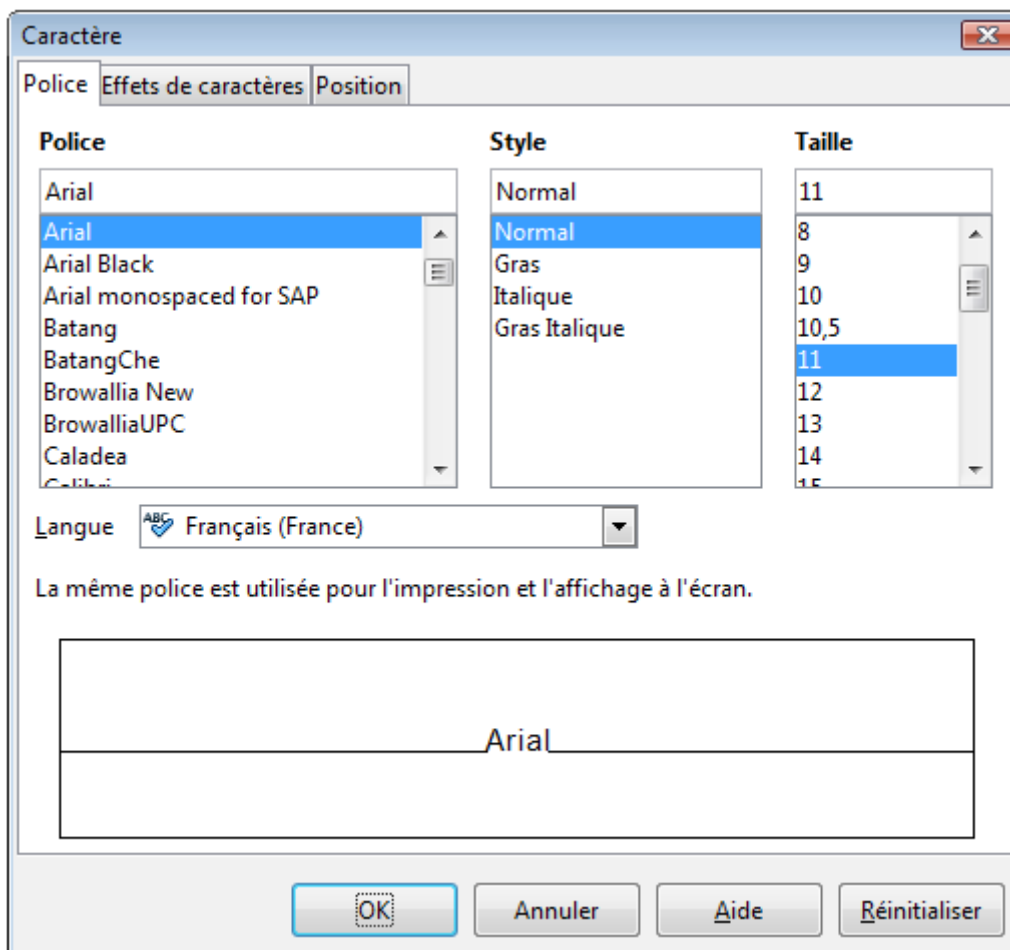 Caractère
Police Effets de caractères Position
Police Style Taille
Arial Normal 11
Arial Normal 8
Arial Black Gras 9
Arial monospaced for SAP Italique 10
Batang Gras Italique 10,5
BatangChe 11
Browallia New 12
BrowalliaUPC 13
Caladea 14
Calibri 15
Langue ABC Français (France)
La même police est utilisée pour l'impression et l'affichage à l'écran.
Arial
OK Annuler Aide Réinitialiser